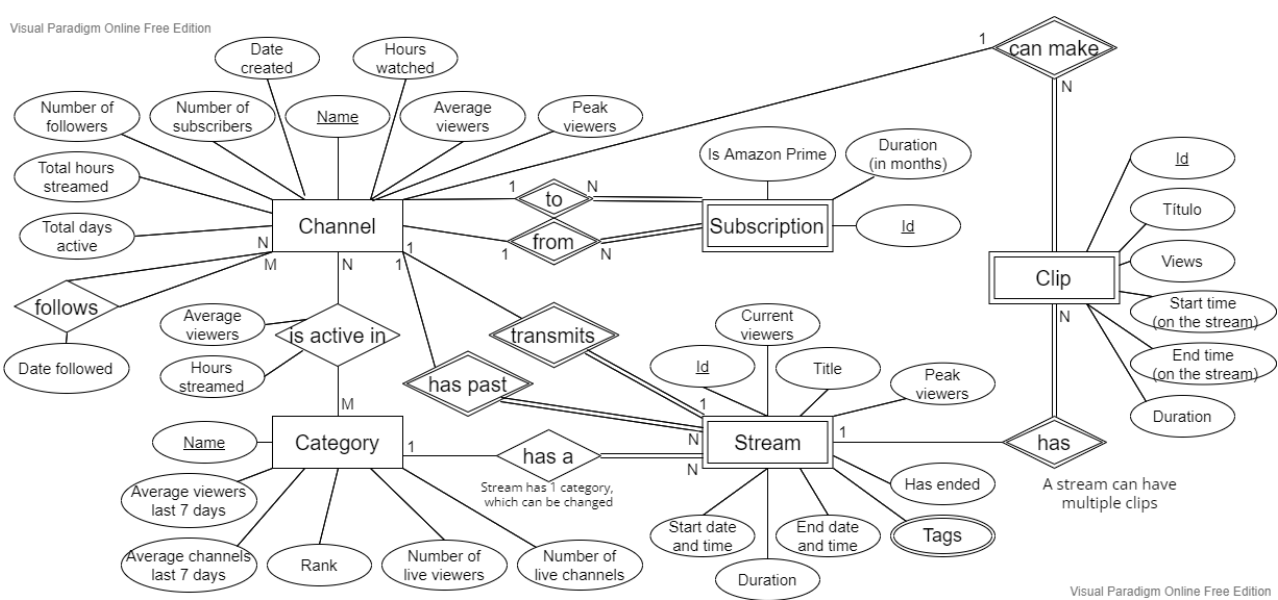 Visual Paradigm Online Free Edition
Date
created
Hours
watched
1
can make
N
Number of
followers
Number of
subscribers
Name
Average
viewers
Peak
viewers
Is Amazon Prime
Duration
(in months)
Id
Total hours
streamed
1
to
N
Título
Total days
active
Channel
Subscription
Id
1
from
N
Views
N
M
N
1
1
Clip
follows
Start time
(on the stream)
N
Average
viewers
is active in
transmits
Current
viewers
End time
(on the stream)
Date followed
Hours
streamed
has past
Id
Title
Peak
viewers
Duration
M
1
Name
Category
1
has a
N
N
Stream
1
has
Stream has 1 category,
which can be changed
Has ended
A stream can have
multiple clips
Average viewers
last 7 days
Start date
and time
End date
and time
Tags
Average channels
last 7 days
Rank
Number of
live viewers
Number of
live channels
Duration
Visual Paradigm Online Free Edition